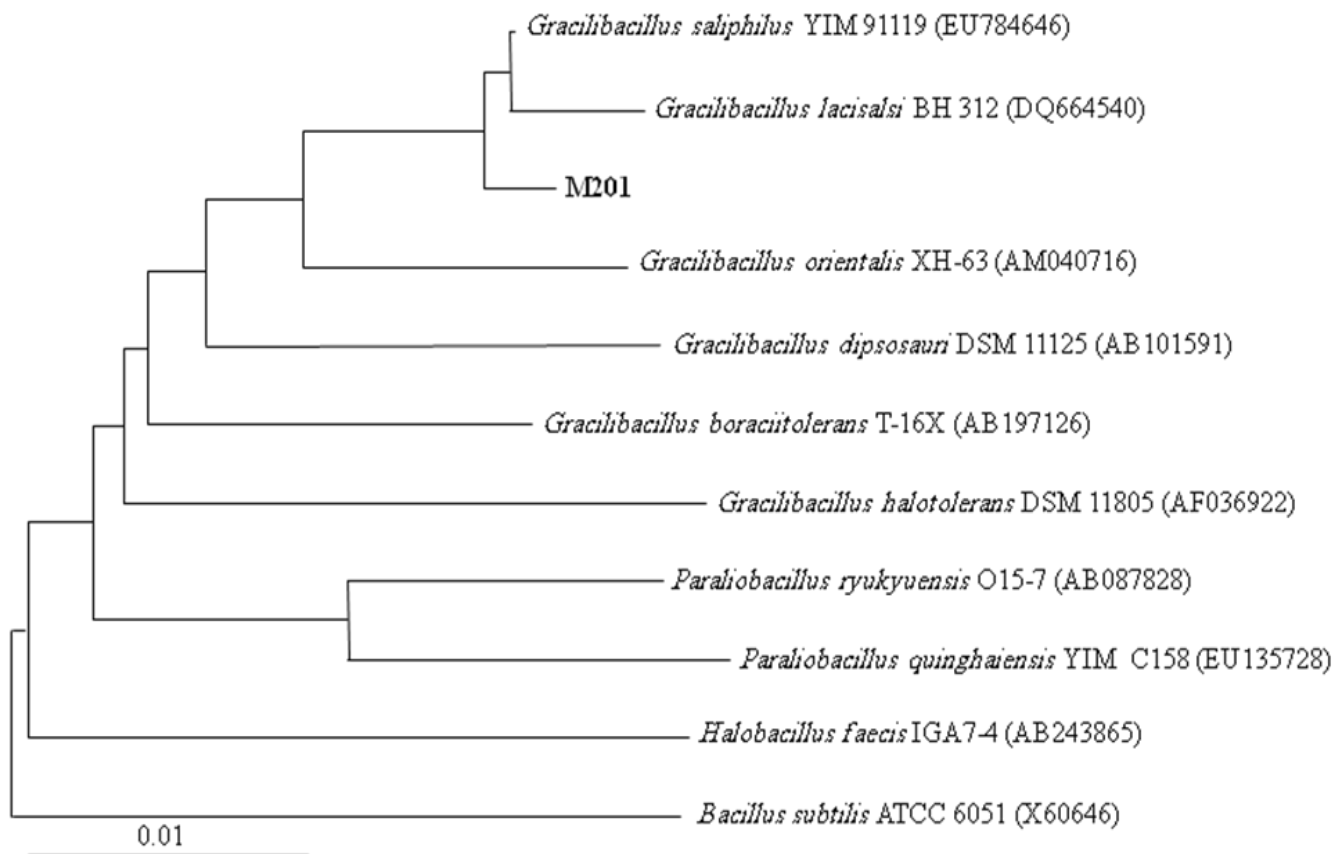 Gracilibacillus saliphilus YIM 91119 (EU784646)
Gracilibacillus lacisalsi BH 312 (DQ664540)
M201
Gracilibacillus orientalis XH-63 (AM040716)
Gracilibacillus dipsosauri DSM 11125 (AB101591)
Gracilibacillus boraciitolerans T-16X (AB197126)
Gracilibacillus halotolerans DSM 11805 (AF036922)
Paraliobacillus ryukyuensis O15-7 (AB087828)
Paraliobacillus quinghaiensis YIM C158 (EU135728)
Halobacillus faecis IGA7-4 (AB243865)
Bacillus subtilis ATCC 6051 (X60646)
0.01